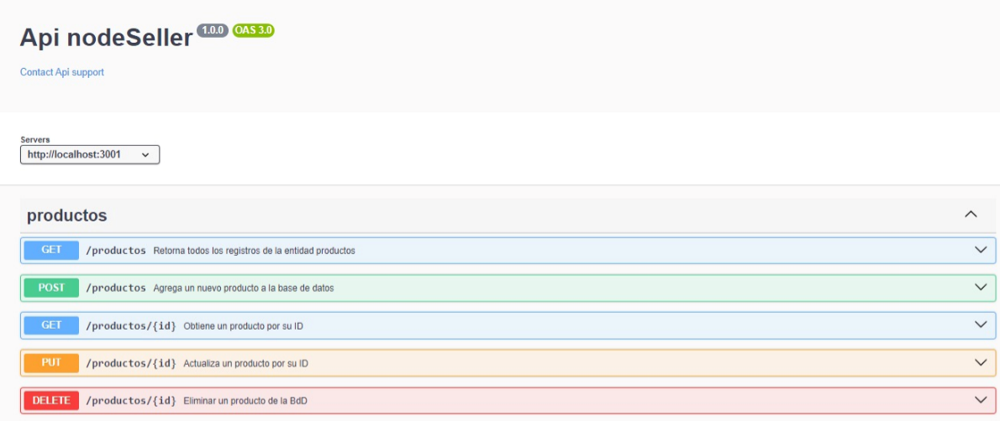 Api nodeSeller 1.0.0 OAS 3.0
Contact Api support
Servers
http://localhost:3001
productos
GET /productos Retorna todos los registros de la entidad productos
POST /productos Agrega un nuevo producto a la base de datos
GET /productos/{id} Obtiene un producto por su ID
PUT /productos/{id} Actualiza un producto por su ID
DELETE /productos/{id} Eliminar un producto de la BdD